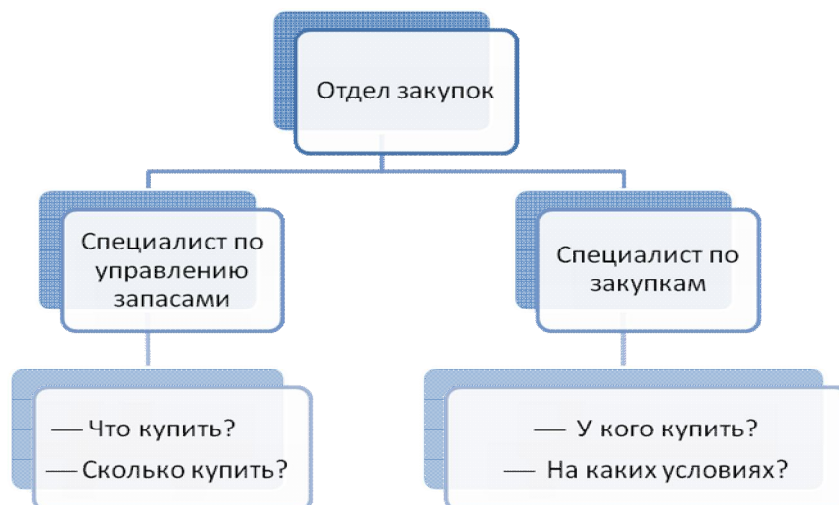 Отдел закупок
Специалист по
управлению
запасами
Специалист по
закупкам
— Что купить?
— Сколько купить?
— У кого купить?
— На каких условиях?